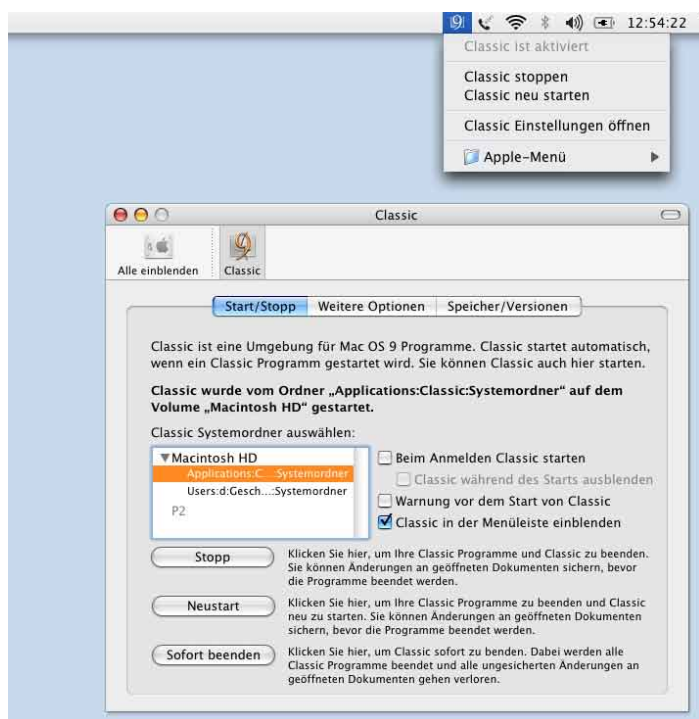 9 12:54:22
Classic ist aktiviert
Classic stoppen
Classic neu starten
Classic Einstellungen öffnen
Apple-Menü
Classic
Alle einblenden
Classic
Start/Stopp Weitere Optionen Speicher/Versionen
Classic ist eine Umgebung für Mac OS 9 Programme. Classic startet automatisch,
wenn ein Classic Programm gestartet wird. Sie können Classic auch hier starten.
Classic wurde vom Ordner „Applications:Classic:Systemordner“ auf dem
Volume „Macintosh HD“ gestartet.
Classic Systemordner auswählen:
Macintosh HD
Applications:C...:Systemordner
Users:d:Gesch...:Systemordner
P2
Beim Anmelden Classic starten
Classic während des Starts ausblenden
Warnung vor dem Start von Classic
Classic in der Menüleiste einblenden
Stopp
Klicken Sie hier, um Ihre Classic Programme und Classic zu beenden.
Sie können Änderungen an geöffneten Dokumenten sichern, bevor
die Programme beendet werden.
Neustart
Klicken Sie hier, um Ihre Classic Programme zu beenden und Classic
neu zu starten. Sie können Änderungen an geöffneten Dokumenten
sichern, bevor die Programme beendet werden.
Sofort beenden
Klicken Sie hier, um Classic sofort zu benden. Dabei werden alle
Classic Programme beendet und alle ungesicherten Änderungen an
geöffneten Dokumenten gehen verloren.